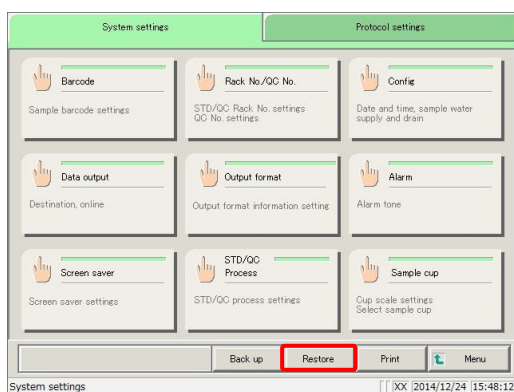 System settings
Protocol settings
Barcode
Sample barcode settings
Rack No./QC No.
STD/QC Rack No. settings
QC No. settings
Config
Date and time, sample water
supply and drain
Data output
Destination, online
Output format
Output format information setting
Alarm
Alarm tone
Screen saver
Screen saver settings
STD/QC
Process
STD/QC process settings
Sample cup
Cup scale settings
Select sample cup
Back up
Restore
Print
Menu
System settings
XX 2014/12/24 15:48:12